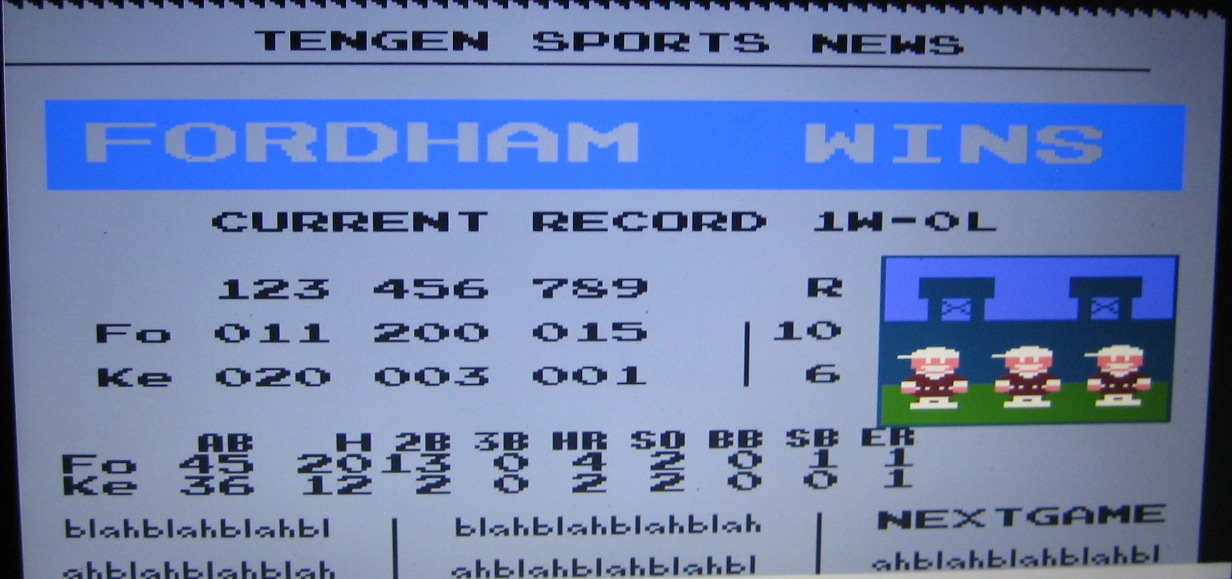 TENGEN SPORTS NEWS
FORDHAM WINS
CURRENT RECORD 1W-0L
123 456 789 R
Fo 011 200 015 | 10
Ke 020 003 001 | 6
AB H 2B 3B HR SO BB SB ER
Fo 45 20 13 0 4 2 0 1 1
Ke 36 12 2 0 2 2 0 0 1
blahblahblahbl
blahblahblahblah
NEXTGAME
ahblahblahblah
ahblahblahblahbl
ahblahblahblahbl